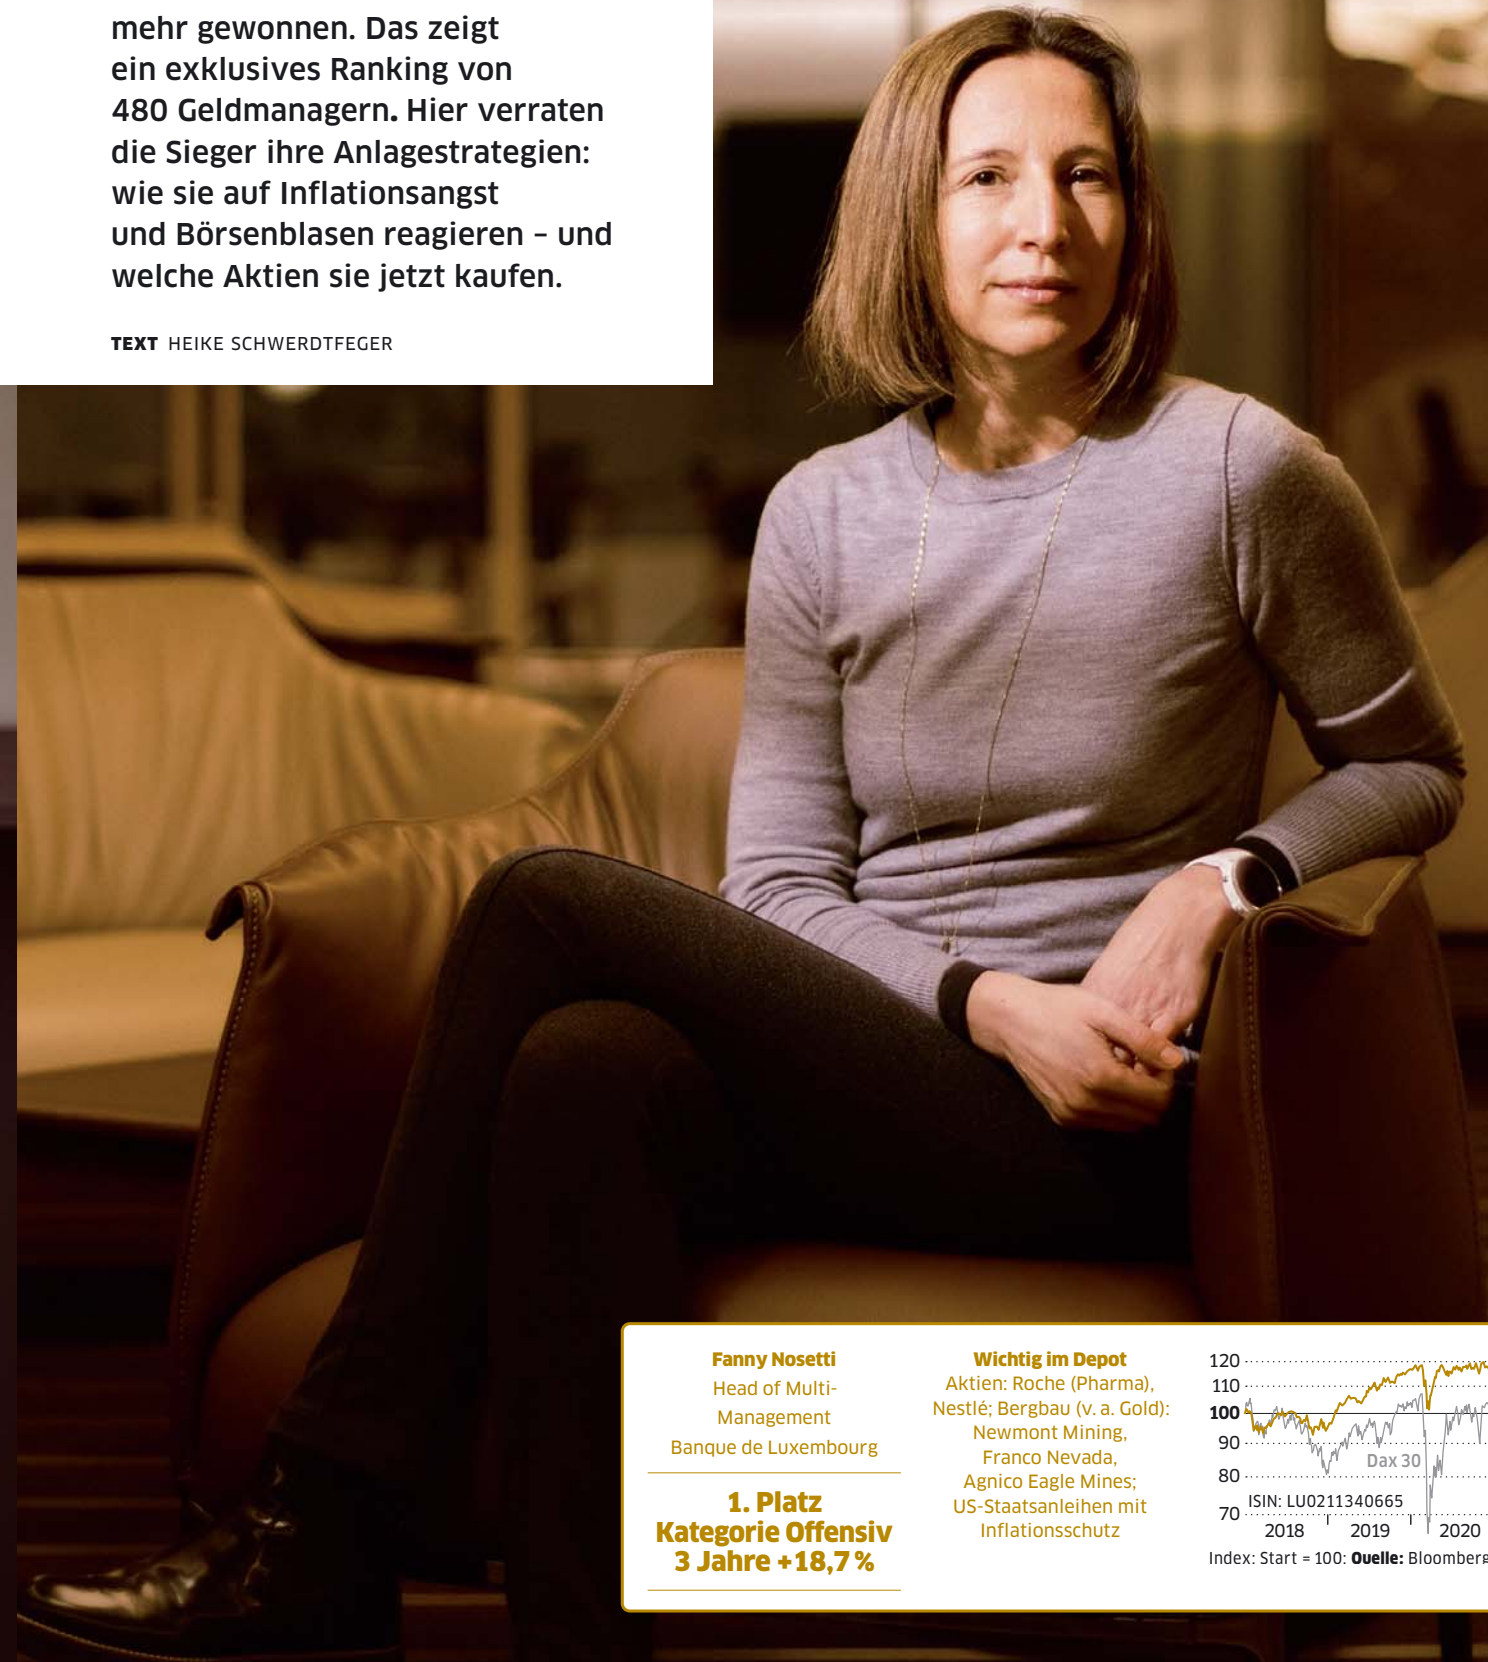 mehr gewonnen. Das zeigt
ein exklusives Ranking von
480 Geldmanagern. Hier verraten
die Sieger ihre Anlagestrategien:
wie sie auf Inflationsangst
und Börsenblasen reagieren – und
welche Aktien sie jetzt kaufen.
TEXT HEIKE SCHWERDTFEGER
Fanny Nosetti
Head of Multi-
Management
Banque de Luxembourg
1. Platz
Kategorie Offensiv
3 Jahre +18,7 %
Wichtig im Depot
Aktien: Roche (Pharma),
Nestlé; Bergbau (v. a. Gold):
Newmont Mining,
Franco Nevada,
Agnico Eagle Mines;
US-Staatsanleihen mit
Inflationsschutz
120
110
100
90
Dax 30
80
ISIN: LU0211340665
70
2018 2019 2020
Index: Start = 100: Quelle: Bloomberg